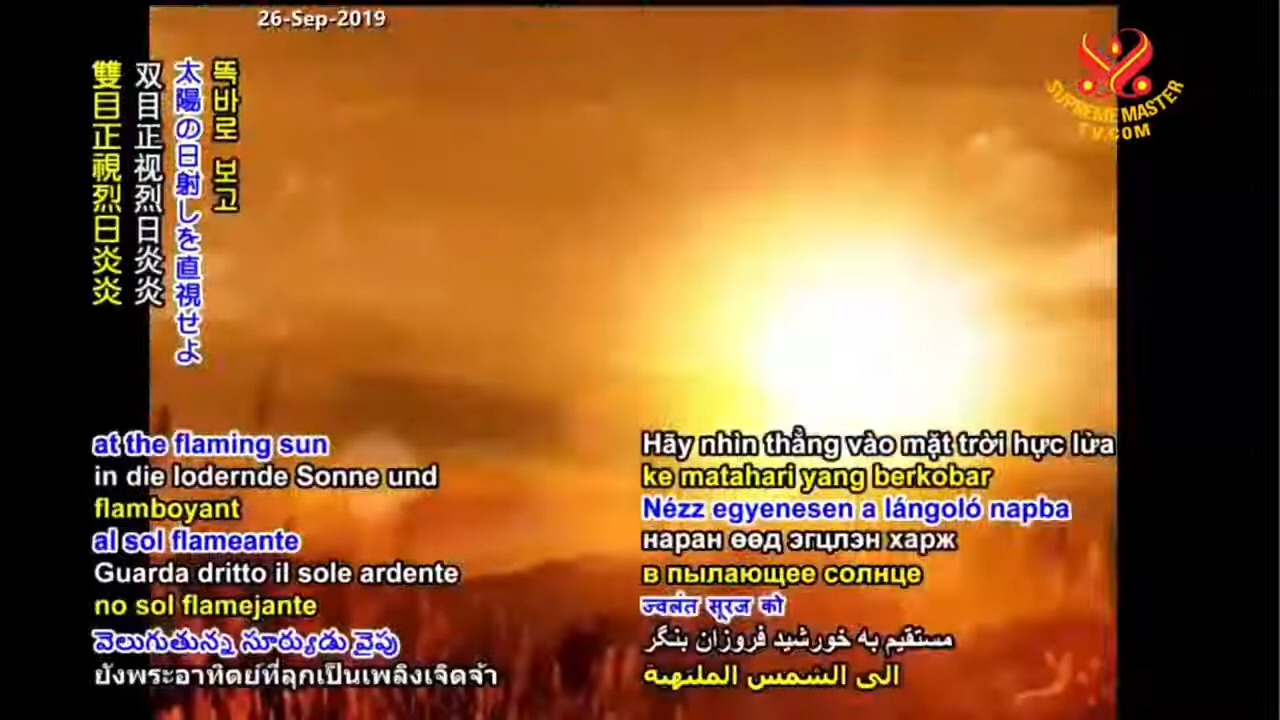 26-Sep-2019
SUPREME MASTER
TV.COM
똑바로 보고
太陽の日射しを直視せよ
双目正视烈日炎炎
雙目正視烈日炎炎
at the flaming sun
in die lodernde Sonne und
flamboyant
al sol flameante
Guarda dritto il sole ardente
no sol flamejante
వెలుగుతున్న సూర్యుడు వైపు
ยังพระอาทิตย์ที่ลุกเป็นเพลิงเจิดจ้า
Hãy nhìn thẳng vào mặt trời hực lửa
ke matahari yang berkobar
Nézz egyenesen a lángoló napba
наран өөд эгцлэн харж
в пылающее солнце
ज्वलंत सूरज को
مستقیم به خورشید فروزان بنگر
الى الشمس الملتهبة